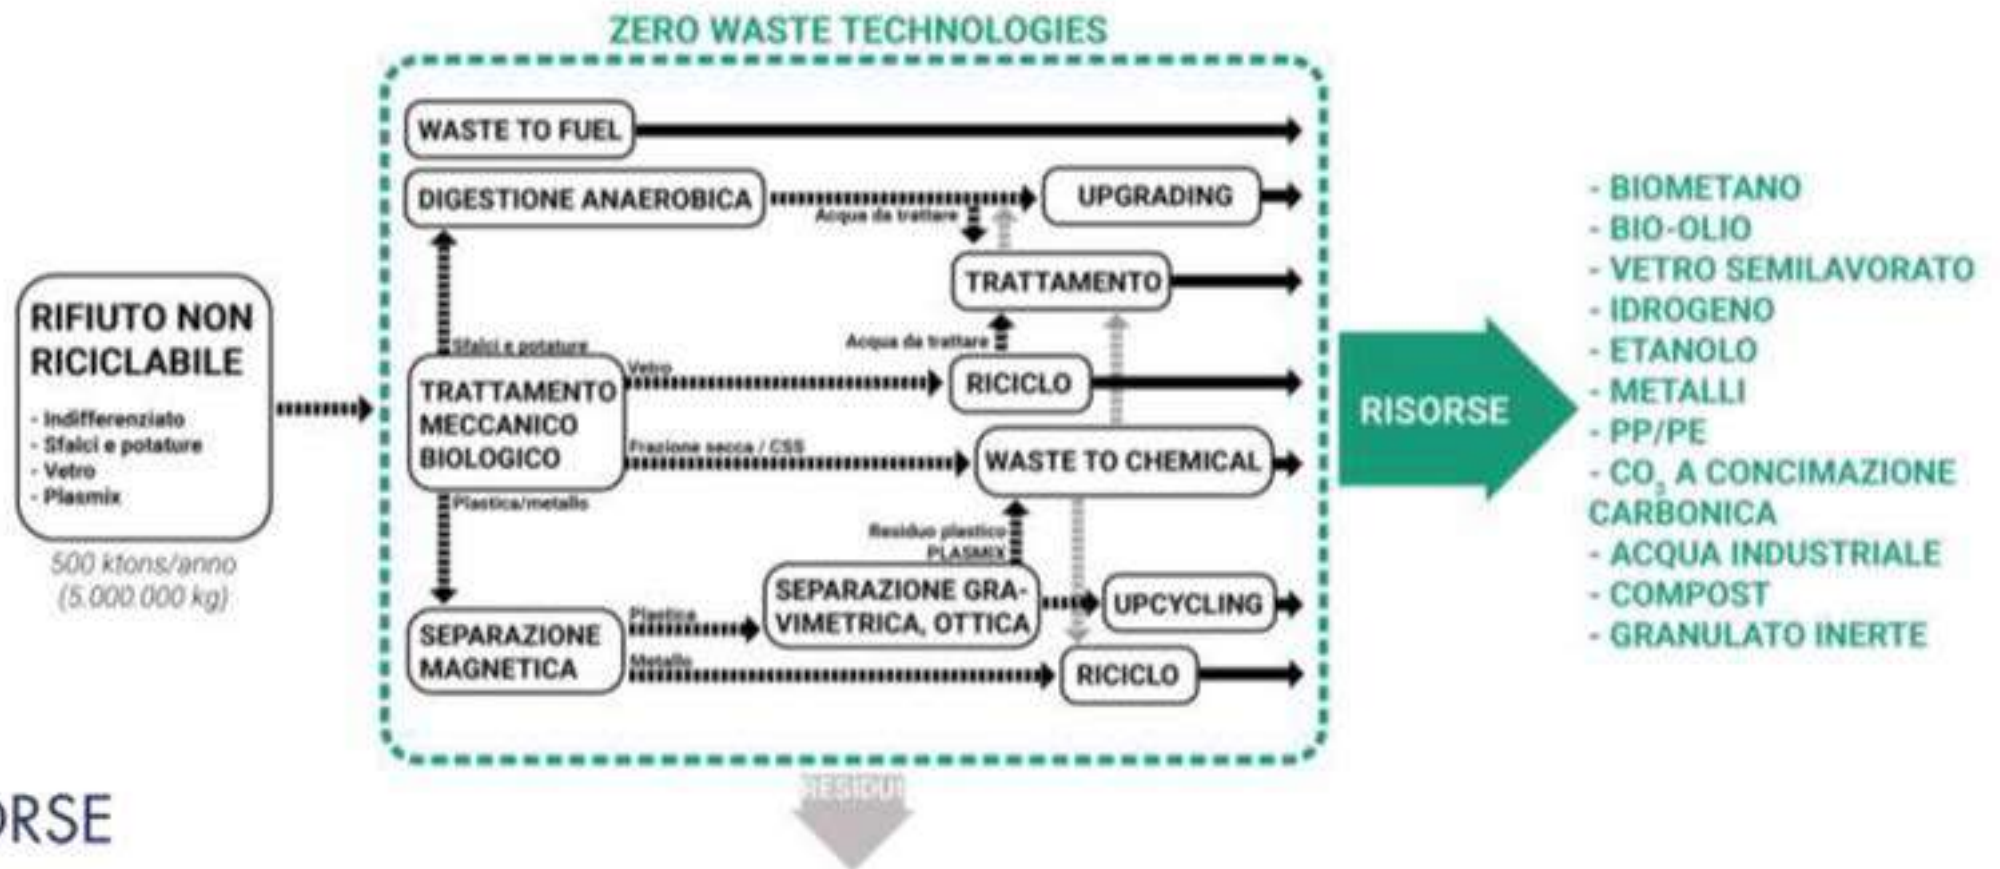 ZERO WASTE TECHNOLOGIES
RIFIUTO NON
RICICLABILE
- Indifferenziato
- Sfalci e potature
- Vetro
- Plasmix
500 ktons/anno
(5.000.000 kg)
WASTE TO FUEL
DIGESTIONE ANAEROBICA
Acqua da trattare
UPGRADING
TRATTAMENTO
Sfalci e potature
TRATTAMENTO
MECCANICO
BIOLOGICO
Vetro
Acqua da trattare
RICICLO
Frazione secca / CSS
WASTE TO CHEMICAL
Plastica/metallo
Residuo plastico
PLASMIX
SEPARAZIONE
MAGNETICA
Plastica
SEPARAZIONE GRA-
VIMETRICA, OTTICA
UPCYCLING
Metallo
RICICLO
RESIDUI
RISORSE
- BIOMETANO
- BIO-OLIO
- VETRO SEMILAVORATO
- IDROGENO
- ETANOLO
- METALLI
- PP/PE
- CO₂ A CONCIMAZIONE
CARBONICA
- ACQUA INDUSTRIALE
- COMPOST
- GRANULATO INERTE
ORSE